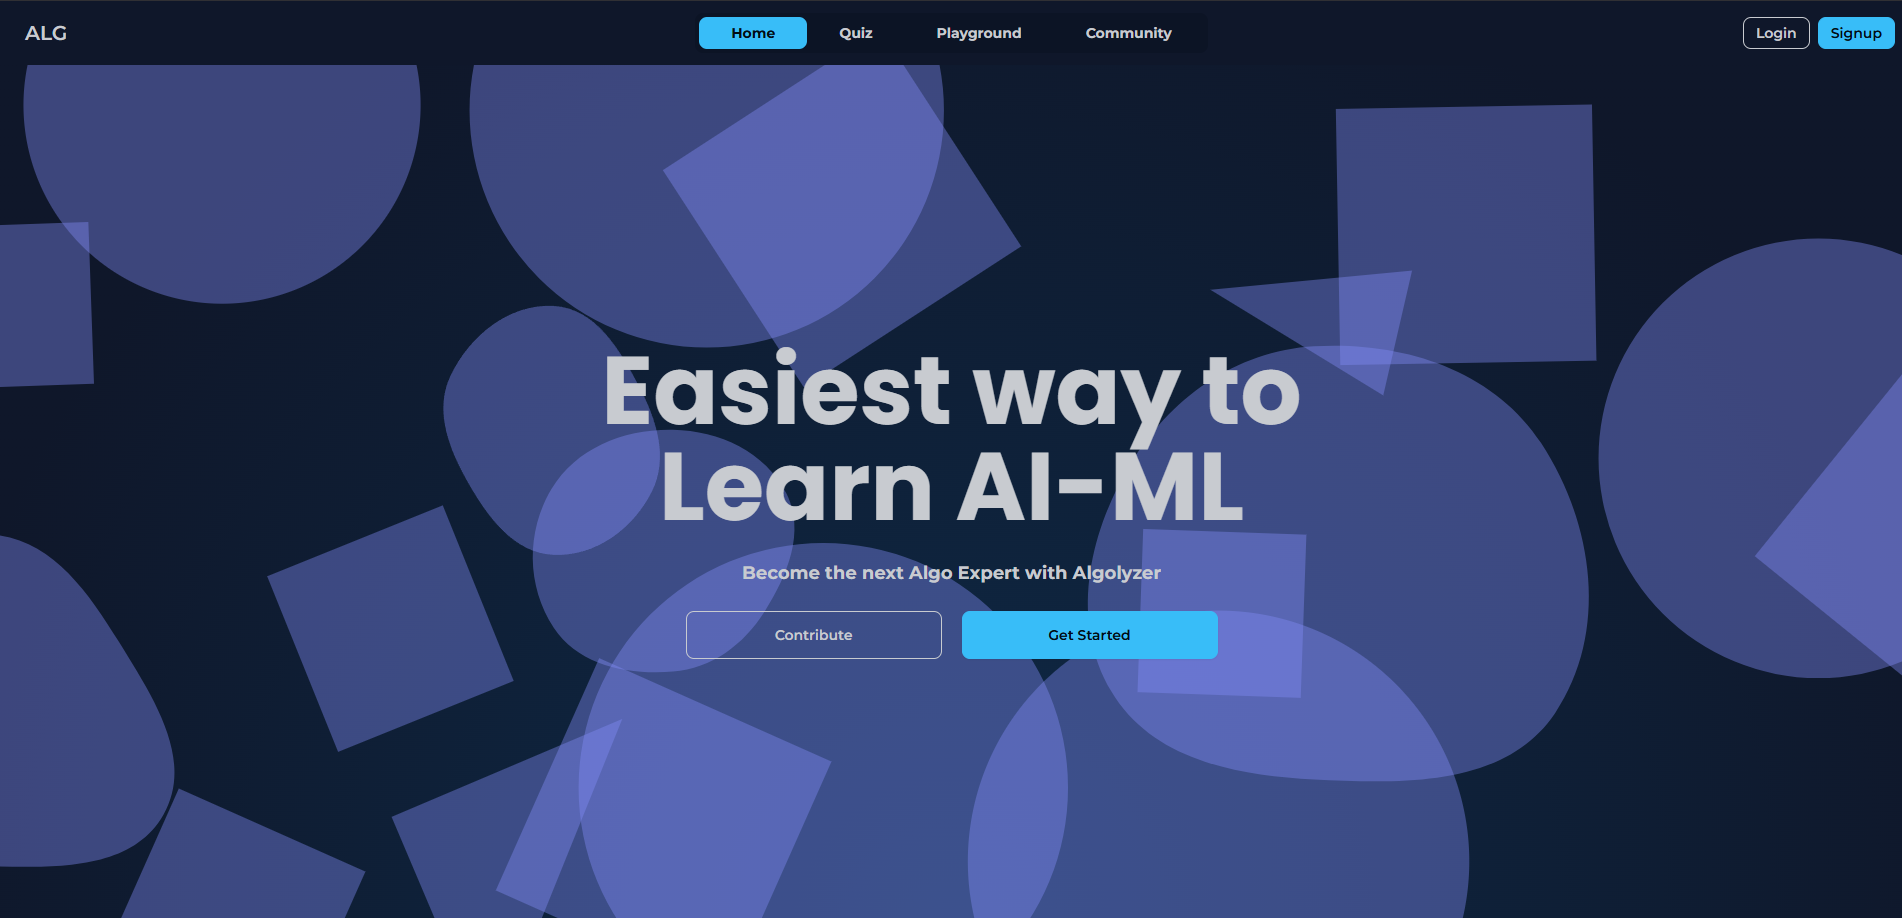 ALG
Home Quiz Playground Community
Login Signup
Easiest way to
Learn AI-ML
Become the next Algo Expert with Algolyzer
Contribute Get Started